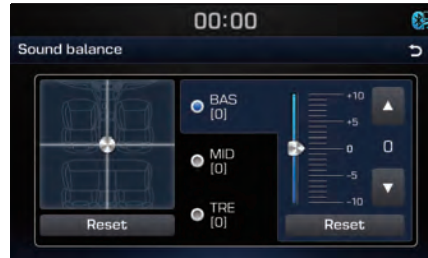 00:00
Sound balance
BAS
[0]
MID
[0]
TRE
[0]
+10
+5
0
-5
-10
0
Reset
Reset